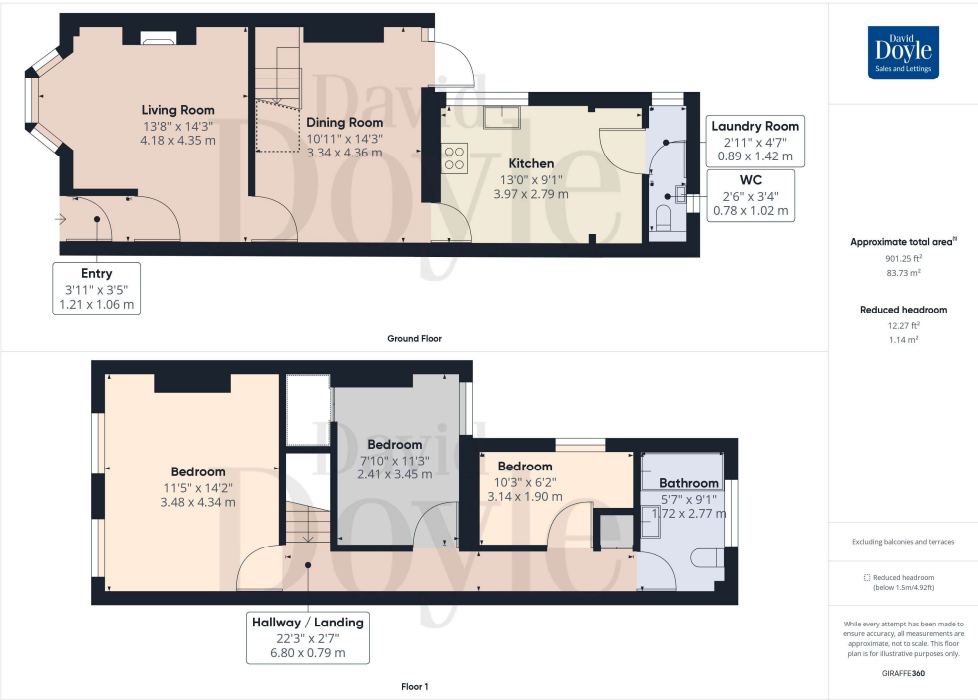 Living Room
13'8" x 14'3"
4.18 x 4.35 m
Dining Room
10'11" x 14'3"
3.34 x 4.36 m
Kitchen
13'0" x 9'1"
3.97 x 2.79 m
Laundry Room
2'11" x 4'7"
0.89 x 1.42 m
WC
2'6" x 3'4"
0.78 x 1.02 m
Entry
3'11" x 3'5"
1.21 x 1.06 m
David
Doyle
Ground Floor
Bedroom
11'5" x 14'2"
3.48 x 4.34 m
Bedroom
7'10" x 11'3"
2.41 x 3.45 m
Bedroom
10'3" x 6'2"
3.14 x 1.90 m
Bathroom
5'7" x 9'1"
1.72 x 2.77 m
Hallway / Landing
22'3" x 2'7"
6.80 x 0.79 m
David
Doyle
Floor 1
David
Doyle
Sales and Lettings
Approximate total area⁽¹⁾
901.25 ft²
83.73 m²
Reduced headroom
12.27 ft²
1.14 m²
Excluding balconies and terraces
Reduced headroom
(below 1.5m/4.92ft)
While every attempt has been made to
ensure accuracy, all measurements are
approximate, not to scale. This floor
plan is for illustrative purposes only.
GIRAFFE360